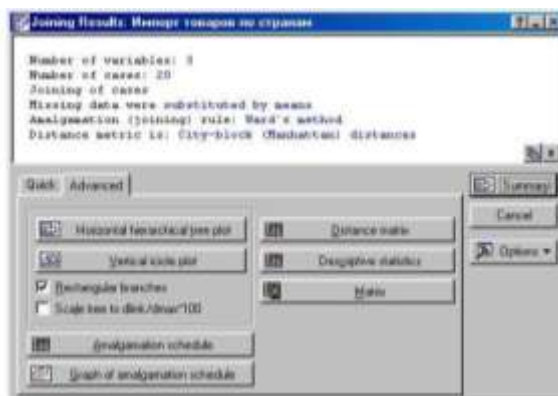 Joining Results: Импорт товаров по странам
Number of variables: 3
Number of cases: 20
Joining of cases
Missing data were substituted by means
Amalgamation (joining) rule: Ward's method
Distance metric is: City-block (Manhattan) distances
Quick Advanced
Summary
Cancel
Options
Horizontal hierarchical tree plot
Vertical icicle plot
Rectangular branches
Scale tree to dlink/dmax*100
Amalgamation schedule
Graph of amalgamation schedule
Distance matrix
Descriptive statistics
Matrix